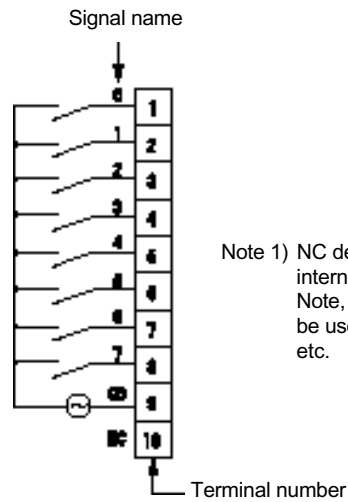 Signal name
0 1
1 2
2 3
3 4
4 5
5 6
6 7
7 8
9
NC 10
Note 1) NC de
intern
Note,
be use
etc.
Terminal number